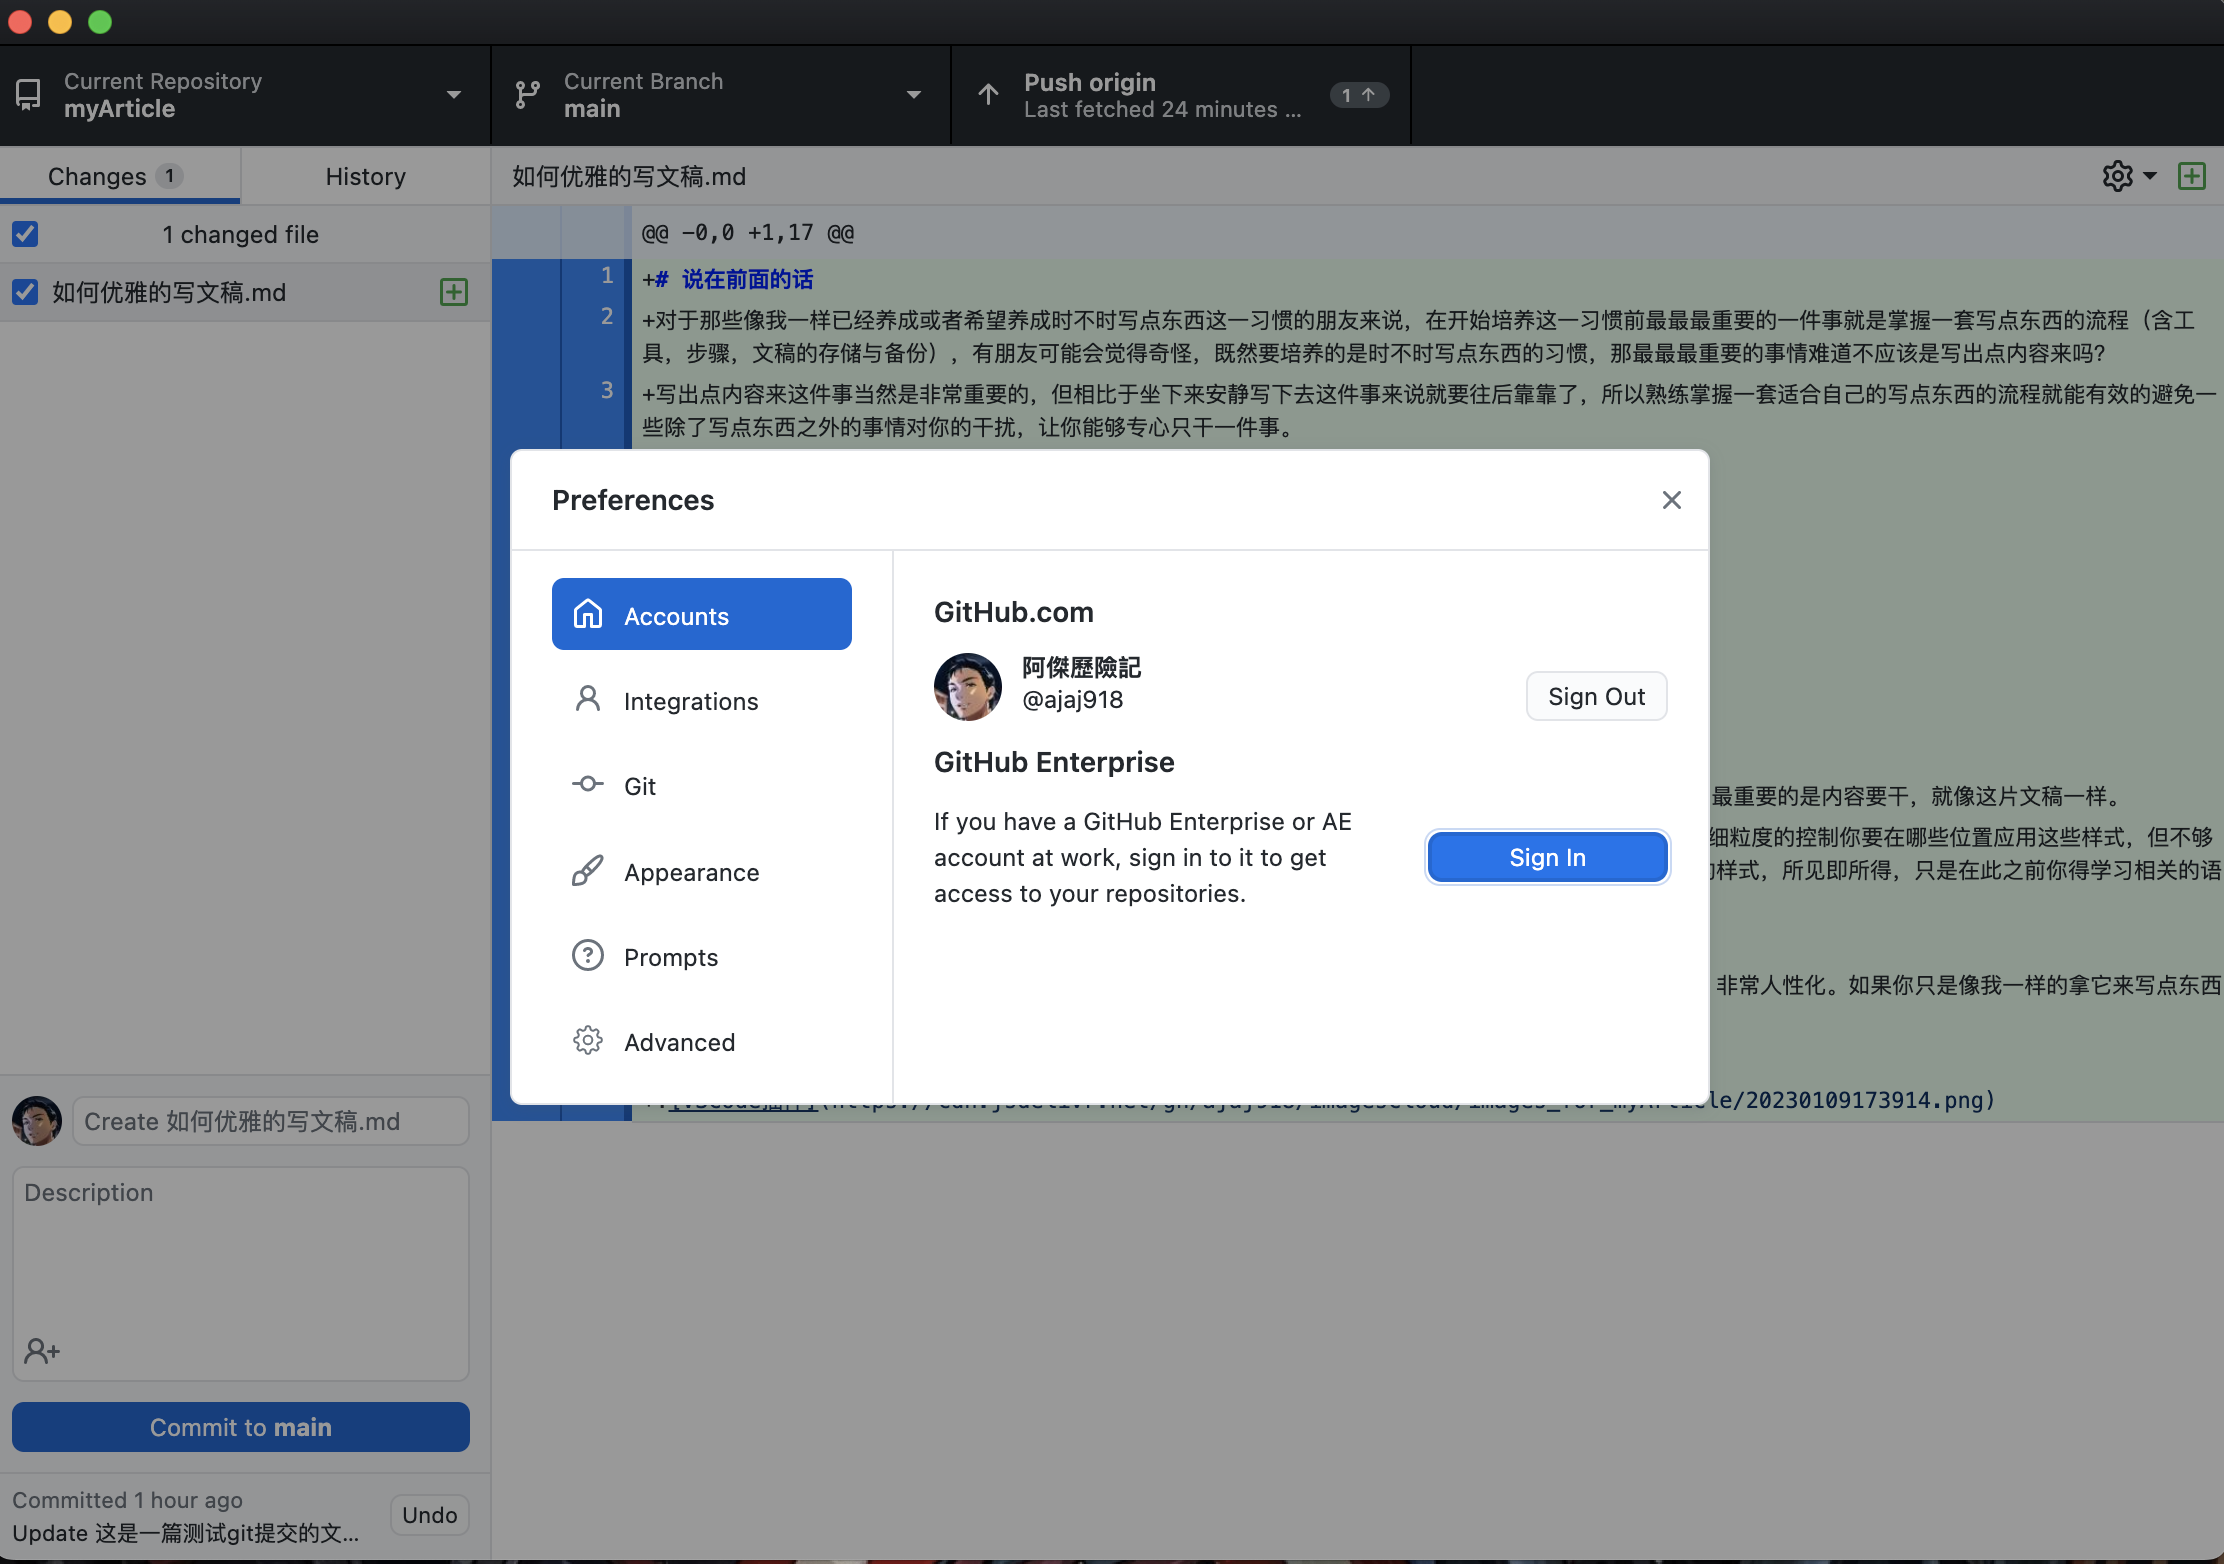 Current Repository
myArticle
Current Branch
main
Push origin
Last fetched 24 minutes ...
1
Changes 1
History
如何优雅的写文稿.md
1 changed file
如何优雅的写文稿.md
@@ -0,0 +1,17 @@
1 +# 说在前面的话
2 +对于那些像我一样已经养成或者希望养成时不时写点东西这一习惯的朋友来说，在开始培养这一习惯前最最最重要的一件事就是掌握一套写点东西的流程（含工
具，步骤，文稿的存储与备份），有朋友可能会觉得奇怪，既然要培养的是时不时写点东西的习惯，那最最最重要的事情难道不应该是写出点内容来吗？
3 +写出点内容来这件事当然是非常重要的，但相比于坐下来安静写下去这件事来说就要往后靠靠了，所以熟练掌握一套适合自己的写点东西的流程就能有效的避免一
些除了写点东西之外的事情对你的干扰，让你能够专心只干一件事。
Preferences
Accounts
Integrations
Git
Appearance
Prompts
Advanced
GitHub.com
阿傑歷險記
@ajaj918
Sign Out
GitHub Enterprise
If you have a GitHub Enterprise or AE
account at work, sign in to it to get
access to your repositories.
Sign In
最重要的是内容要干，就像这片文稿一样。
细粒度的控制你要在哪些位置应用这些样式，但不够
样式，所见即所得，只是在此之前你得学习相关的语
非常人性化。如果你只是像我一样的拿它来写点东西
le/20230109173914.png)
Create 如何优雅的写文稿.md
Description
Commit to main
Committed 1 hour ago
Update 这是一篇测试git提交的文...
Undo